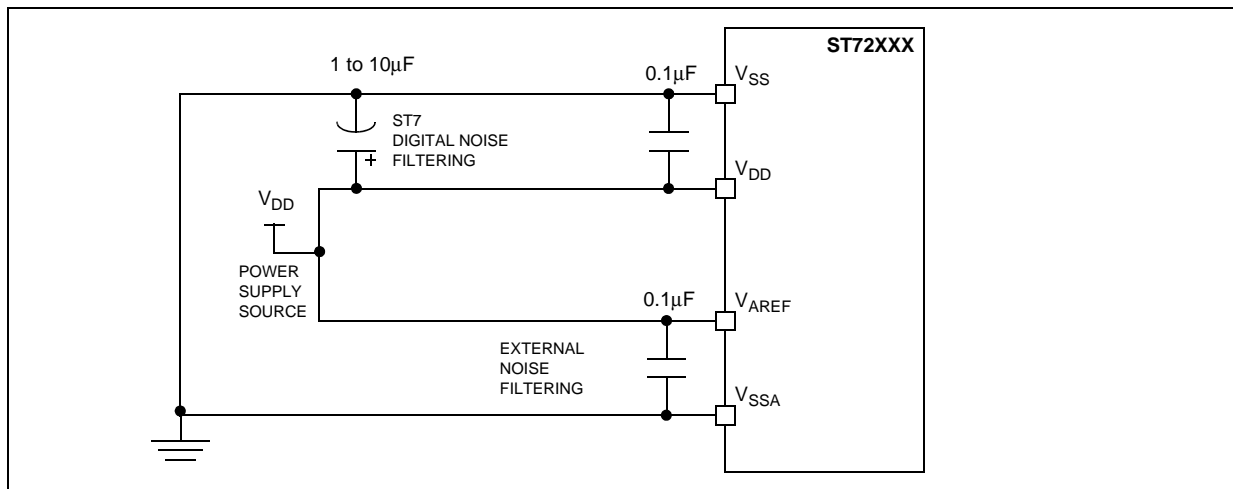 ST72XXX
1 to 10μF
0.1μF
VSS
ST7
DIGITAL NOISE
FILTERING
+
VDD
VDD
POWER
SUPPLY
SOURCE
0.1μF
VAREF
EXTERNAL
NOISE
FILTERING
VSSA